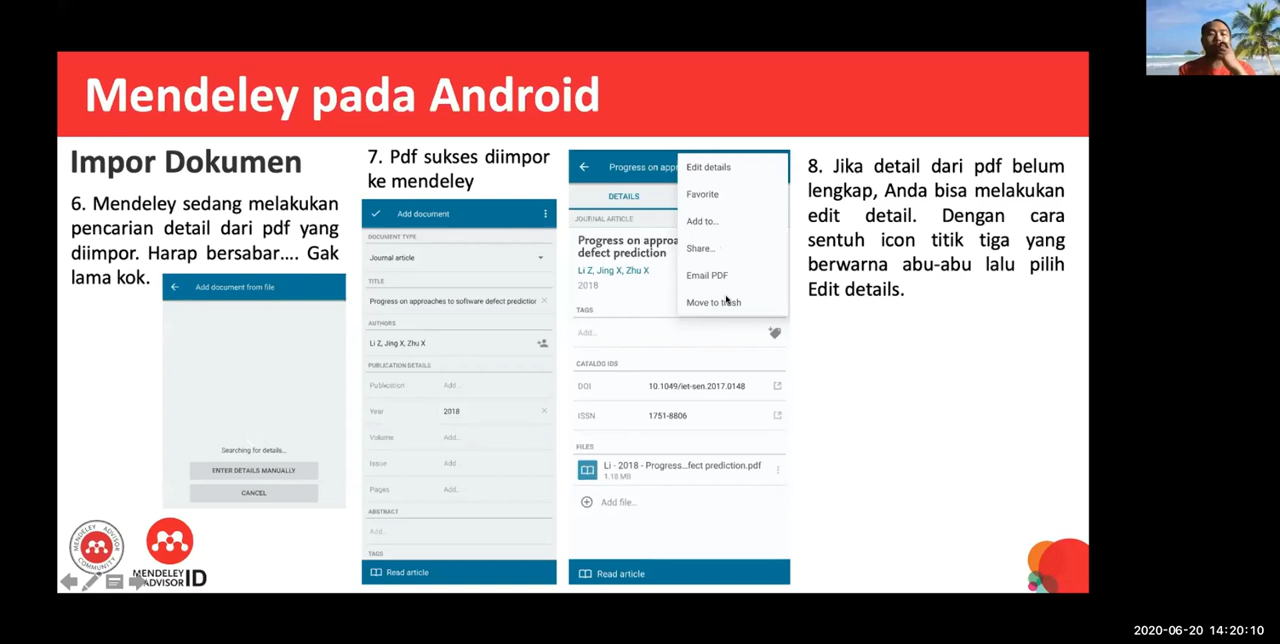 Mendeley pada Android
Impor Dokumen
6. Mendeley sedang melakukan
pencarian detail dari pdf yang
diimpor. Harap bersabar.... Gak
lama kok.
Add document from file
Searching for details...
ENTER DETAILS MANUALLY
CANCEL
7. Pdf sukses diimpor
ke mendeley
Add document
DOCUMENT TYPE
Journal article
TITLE
Progress on approaches to software defect prediction
AUTHORS
Li Z, Jing X, Zhu X
PUBLICATION DETAILS
Publication Add...
Year 2018
Volume Add...
Issue Add
Pages Add...
ABSTRACT
Add...
TAGS
Read article
Progress on appr
DETAILS
JOURNAL ARTICLE
Progress on approa
defect prediction
Li Z, Jing X, Zhu X
2018
TAGS
Add...
CATALOG IDS
DOI 10.1049/iet-sen.2017.0148
ISSN 1751-8806
FILES
Li - 2018 - Progress...fect prediction.pdf
1.18 MB
Add file...
Read article
Edit details
Favorite
Add to...
Share...
Email PDF
Move to trash
8. Jika detail dari pdf belum
lengkap, Anda bisa melakukan
edit detail. Dengan cara
sentuh icon titik tiga yang
berwarna abu-abu lalu pilih
Edit details.
MENDELEY ADVISOR
COMMUNITY
MENDELEY
ADVISOR ID
2020-06-20 14:20:10